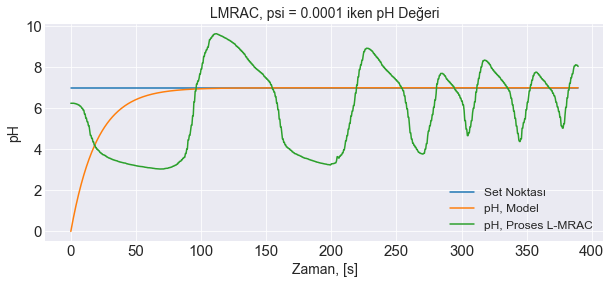 LMRAC, psi = 0.0001 iken pH Değeri
10
8
6
4
2
0
pH
Set Noktası
pH, Model
pH, Proses L-MRAC
0 50 100 150 200 250 300 350 400
Zaman, [s]